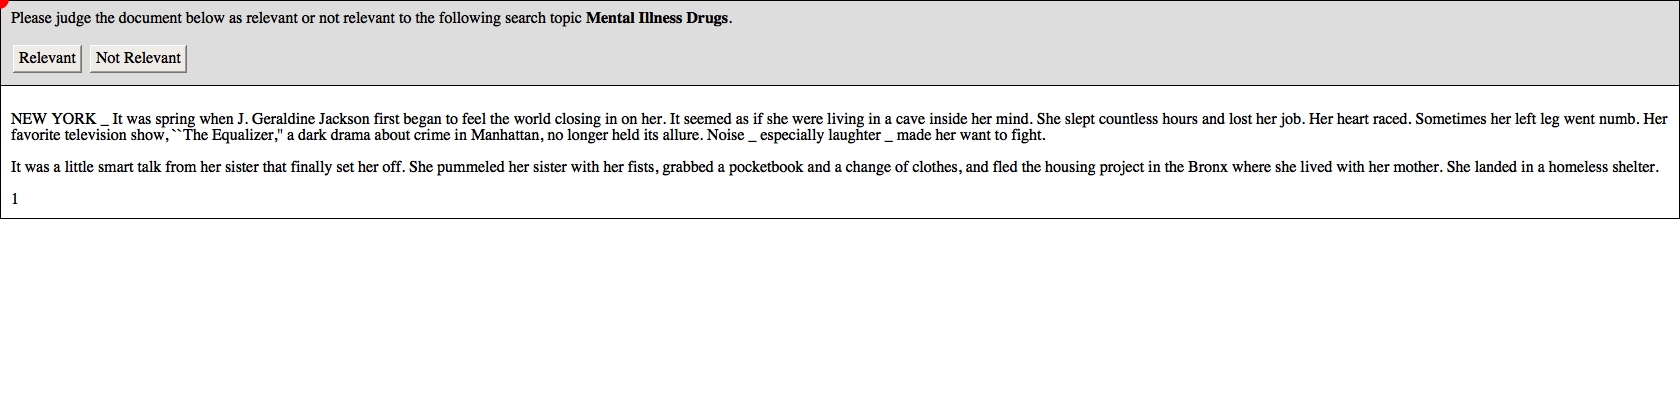 Please judge the document below as relevant or not relevant to the following search topic Mental Illness Drugs.
Relevant Not Relevant
NEW YORK _ It was spring when J. Geraldine Jackson first began to feel the world closing in on her. It seemed as if she were living in a cave inside her mind. She slept countless hours and lost her job. Her heart raced. Sometimes her left leg went numb. Her
favorite television show, ``The Equalizer,'' a dark drama about crime in Manhattan, no longer held its allure. Noise _ especially laughter _ made her want to fight.
It was a little smart talk from her sister that finally set her off. She pummeled her sister with her fists, grabbed a pocketbook and a change of clothes, and fled the housing project in the Bronx where she lived with her mother. She landed in a homeless shelter.
1